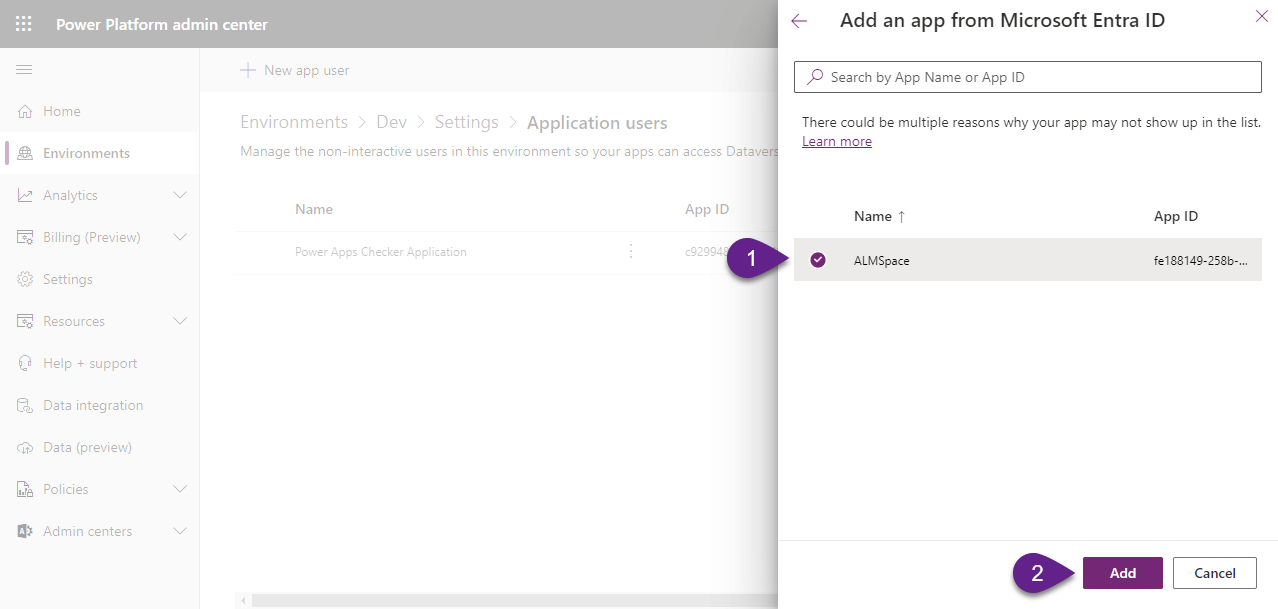 Power Platform admin center
Home
Environments
Analytics
Billing (Preview)
Settings
Resources
Help + support
Data integration
Data (preview)
Policies
Admin centers
New app user
Environments > Dev > Settings > Application users
Manage the non-interactive users in this environment so your apps can access Datavers
Name App ID
Power Apps Checker Application c929948
Add an app from Microsoft Entra ID
Search by App Name or App ID
There could be multiple reasons why your app may not show up in the list.
Learn more
Name ↑ App ID
1
ALMSpace fe188149-258b-...
2
Add Cancel